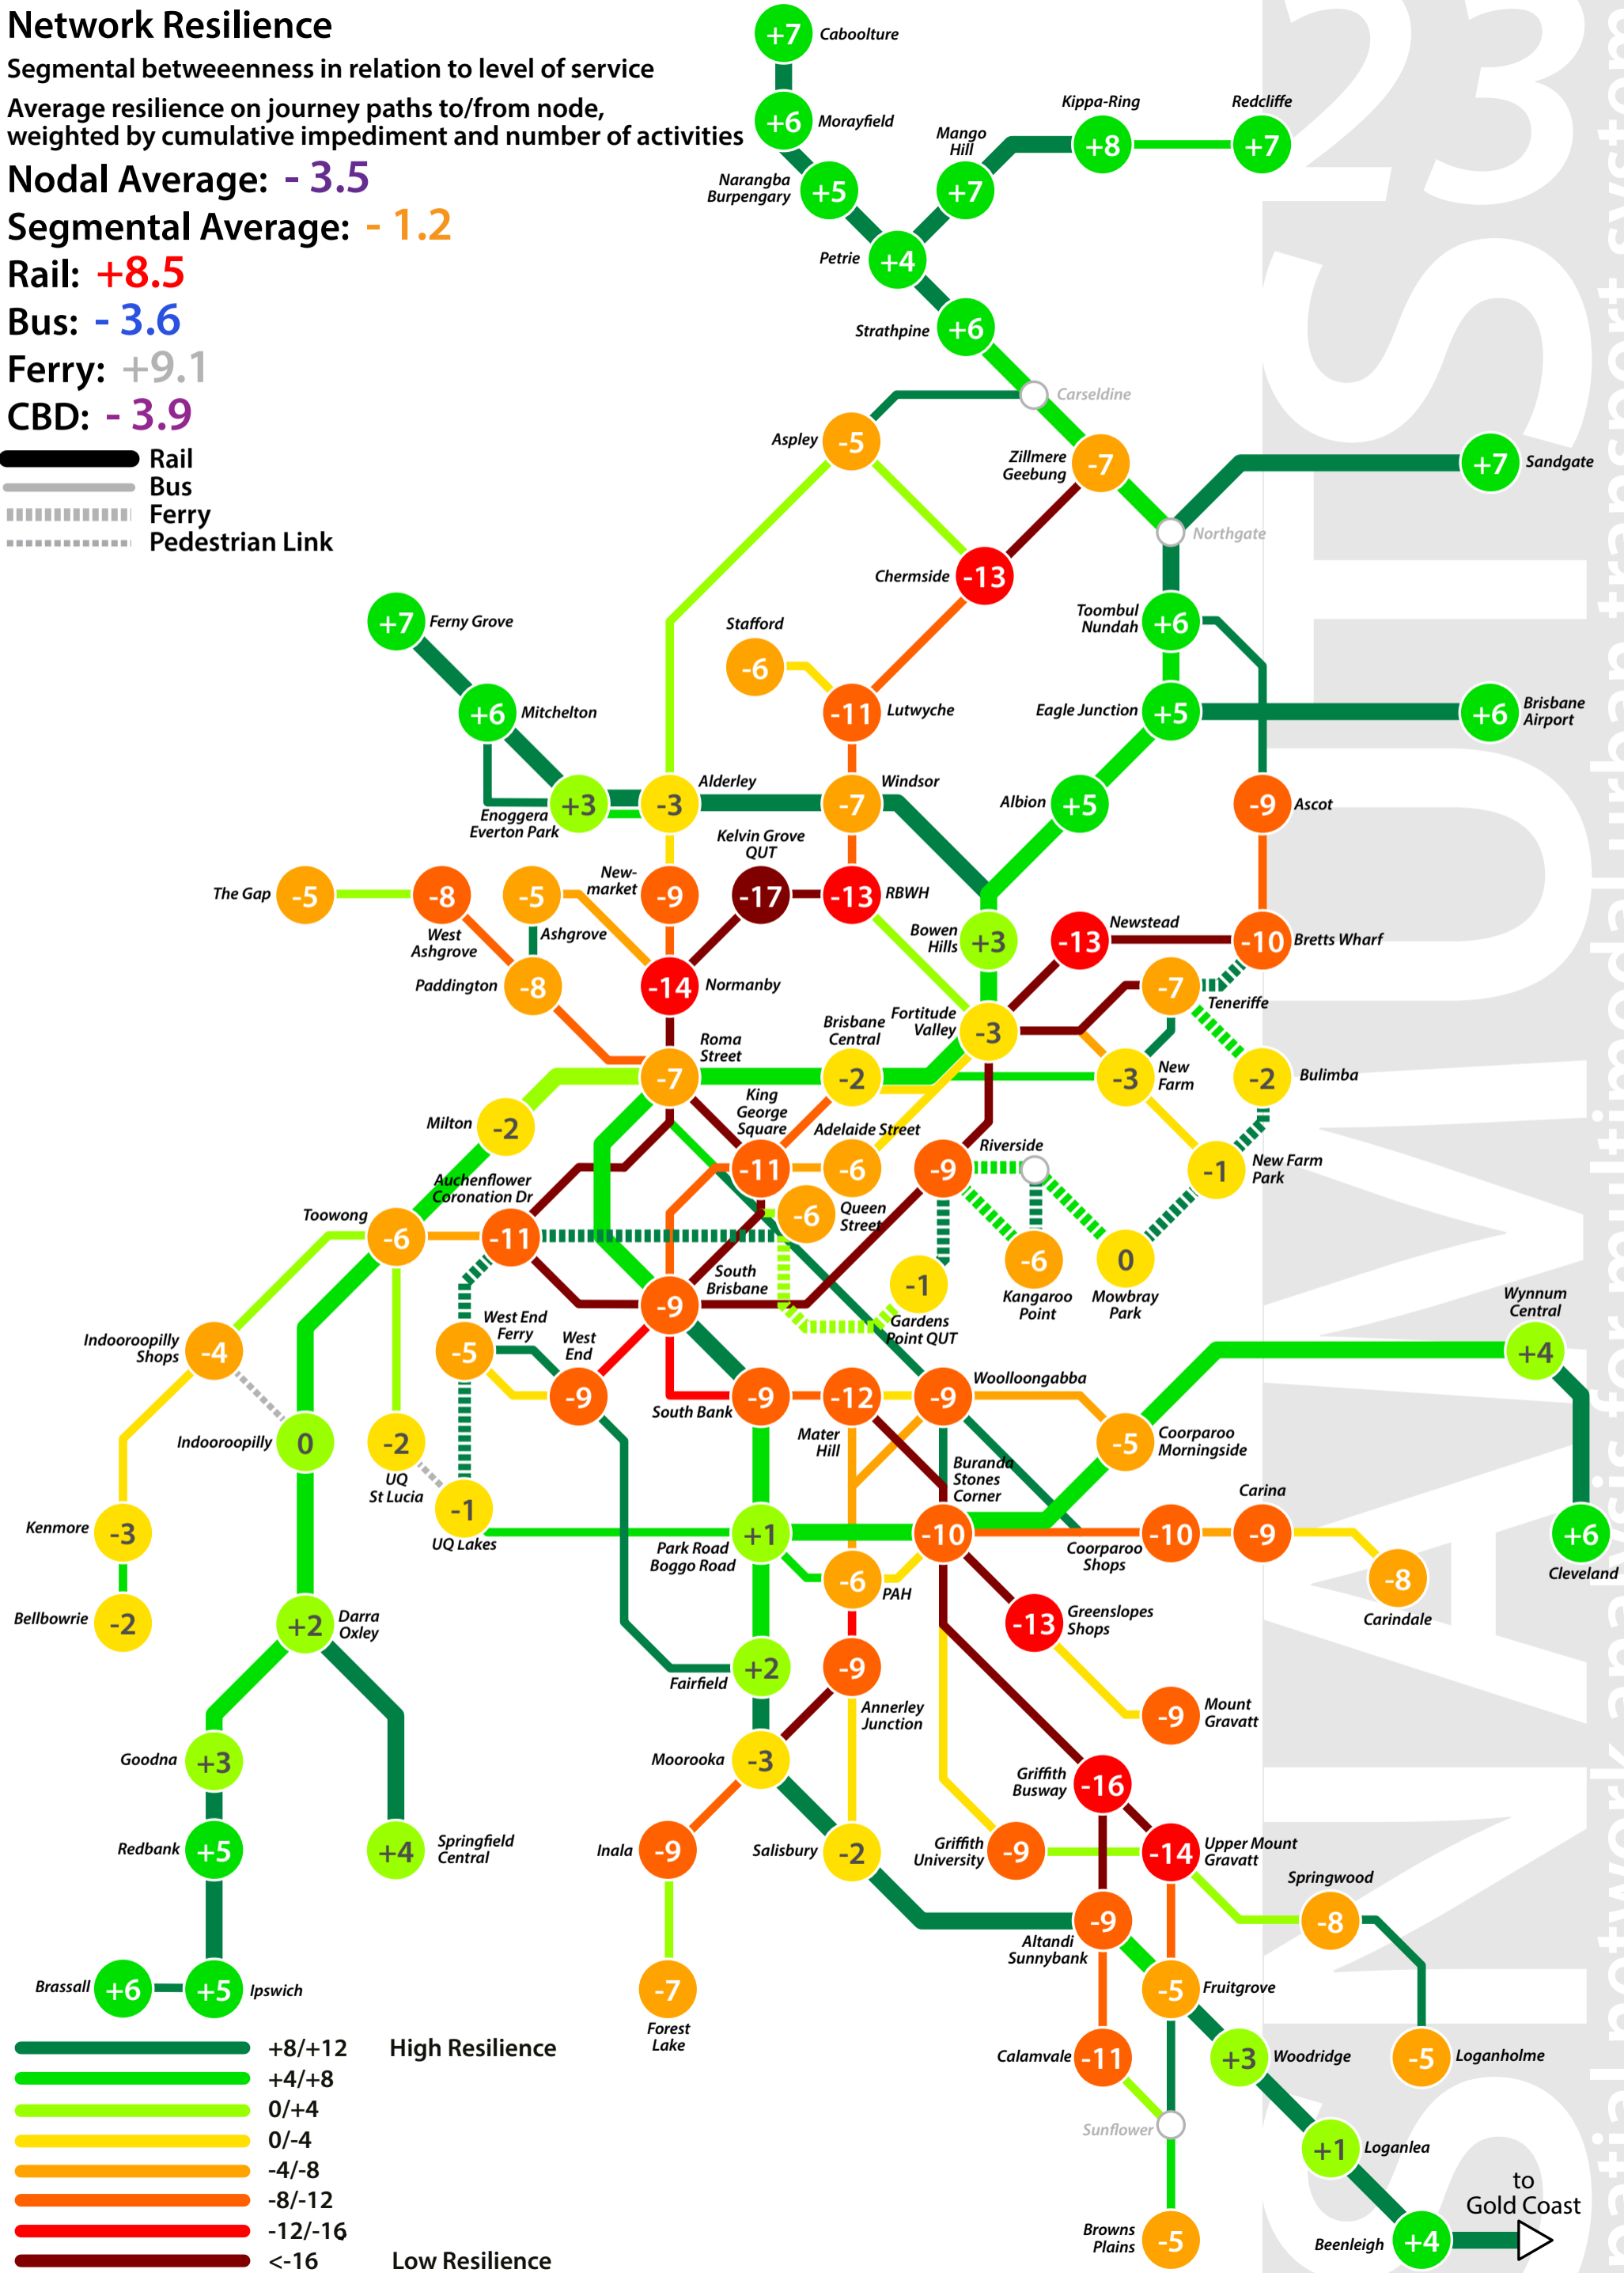 Network Resilience
Segmental betweeenness in relation to level of service
Average resilience on journey paths to/from node,
weighted by cumulative impediment and number of activities
Nodal Average: - 3.5
Segmental Average: - 1.2
Rail: +8.5
Bus: - 3.6
Ferry: +9.1
CBD: - 3.9
Rail
Bus
Ferry
Pedestrian Link
+7 Caboolture
+6 Morayfield
Narangba
Burpengary
+5
Mango
Hill
+7
Kippa-Ring
+8
Redcliffe
+7
Petrie +4
Strathpine +6
Carseldine
Aspley -5
Zillmere
Geebung
-7
+7 Sandgate
Northgate
Chermside -13
+7 Ferny Grove
Stafford
-6
Toombul
Nundah
+6
+6 Mitchelton
-11 Lutwyche
Eagle Junction +5
+6 Brisbane
Airport
Enoggera
Everton Park
+3
-3 Alderley
-7 Windsor
Albion +5
-9 Ascot
Kelvin Grove
QUT
-17
The Gap -5
-8
West
Ashgrove
-5
Ashgrove
New-
market
-9
-13 RBWH
Bowen
Hills
+3
Newstead
-13
-10 Bretts Wharf
Paddington -8
-14 Normanby
-7
Teneriffe
Fortitude
Valley
-3
Roma
Street
-7
Brisbane
Central
-2
-3 New
Farm
-2 Bulimba
Milton -2
King
George
Square
-11
Adelaide Street
-6
-9
Riverside
-1 New Farm
Park
Auchenflower
Coronation Dr
-11
Toowong
-6
-6 Queen
Street
-1
Gardens
Point QUT
-6
Kangaroo
Point
0
Mowbray
Park
South
Brisbane
-9
Wynnum
Central
+4
Indooroopilly
Shops
-4
West End
Ferry
-5
West
End
-9
South Bank -9
-12
Mater
Hill
-9
Woolloongabba
-5 Coorparoo
Morningside
Indooroopilly 0
-2
UQ
St Lucia
Buranda
Stones
Corner
-10
Carina
-9
Kenmore -3
-1
UQ Lakes
Park Road
Boggo Road
+1
Coorparoo
Shops
-10
+6
Cleveland
-6
PAH
-8
Carindale
Bellbowrie -2
+2 Darra
Oxley
-13 Greenslopes
Shops
Fairfield +2
-9
Annerley
Junction
-9 Mount
Gravatt
Goodna +3
Moorooka -3
Griffith
Busway
-16
Redbank +5
+4 Springfield
Central
Inala -9
Salisbury -2
Griffith
University
-9
-14 Upper Mount
Gravatt
Springwood
-8
Altandi
Sunnybank
-9
Brassall +6
+5 Ipswich
-7
Forest
Lake
-5 Fruitgrove
Calamvale -11
+3 Woodridge
-5 Loganholme
Sunflower
+1 Loganlea
Browns
Plains
-5
Beenleigh +4
to
Gold Coast
+8/+12 High Resilience
+4/+8
0/+4
0/-4
-4/-8
-8/-12
-12/-16
<-16 Low Resilience
23
SNAMUTS